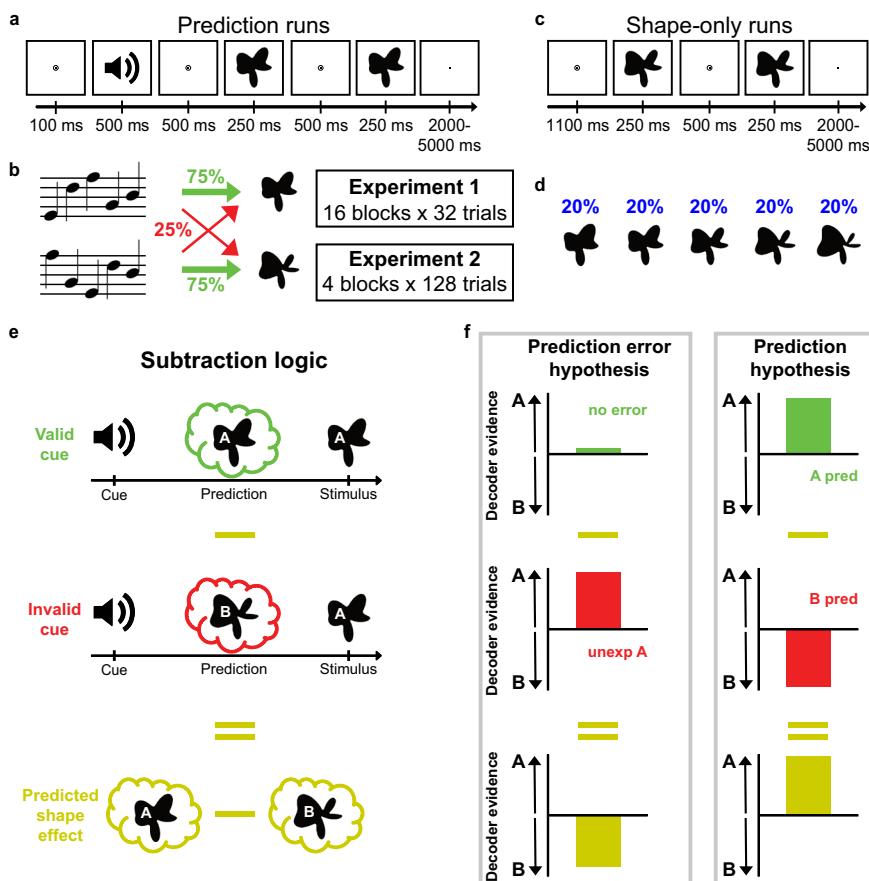 a
Prediction runs
100 ms
500 ms
500 ms
250 ms
500 ms
250 ms
2000-
5000 ms
b
75%
25%
75%
Experiment 1
16 blocks x 32 trials
Experiment 2
4 blocks x 128 trials
c
Shape-only runs
1100 ms
250 ms
500 ms
250 ms
2000-
5000 ms
d
20%
20%
20%
20%
20%
e
Subtraction logic
Valid
cue
A
A
Cue
Prediction
Stimulus
Invalid
cue
B
A
Cue
Prediction
Stimulus
Predicted
shape
effect
A
B
f
Prediction error
hypothesis
Decoder evidence
A
B
no error
Decoder evidence
A
B
unexp A
Decoder evidence
A
B
Prediction
hypothesis
A
B
A pred
A
B
B pred
A
B